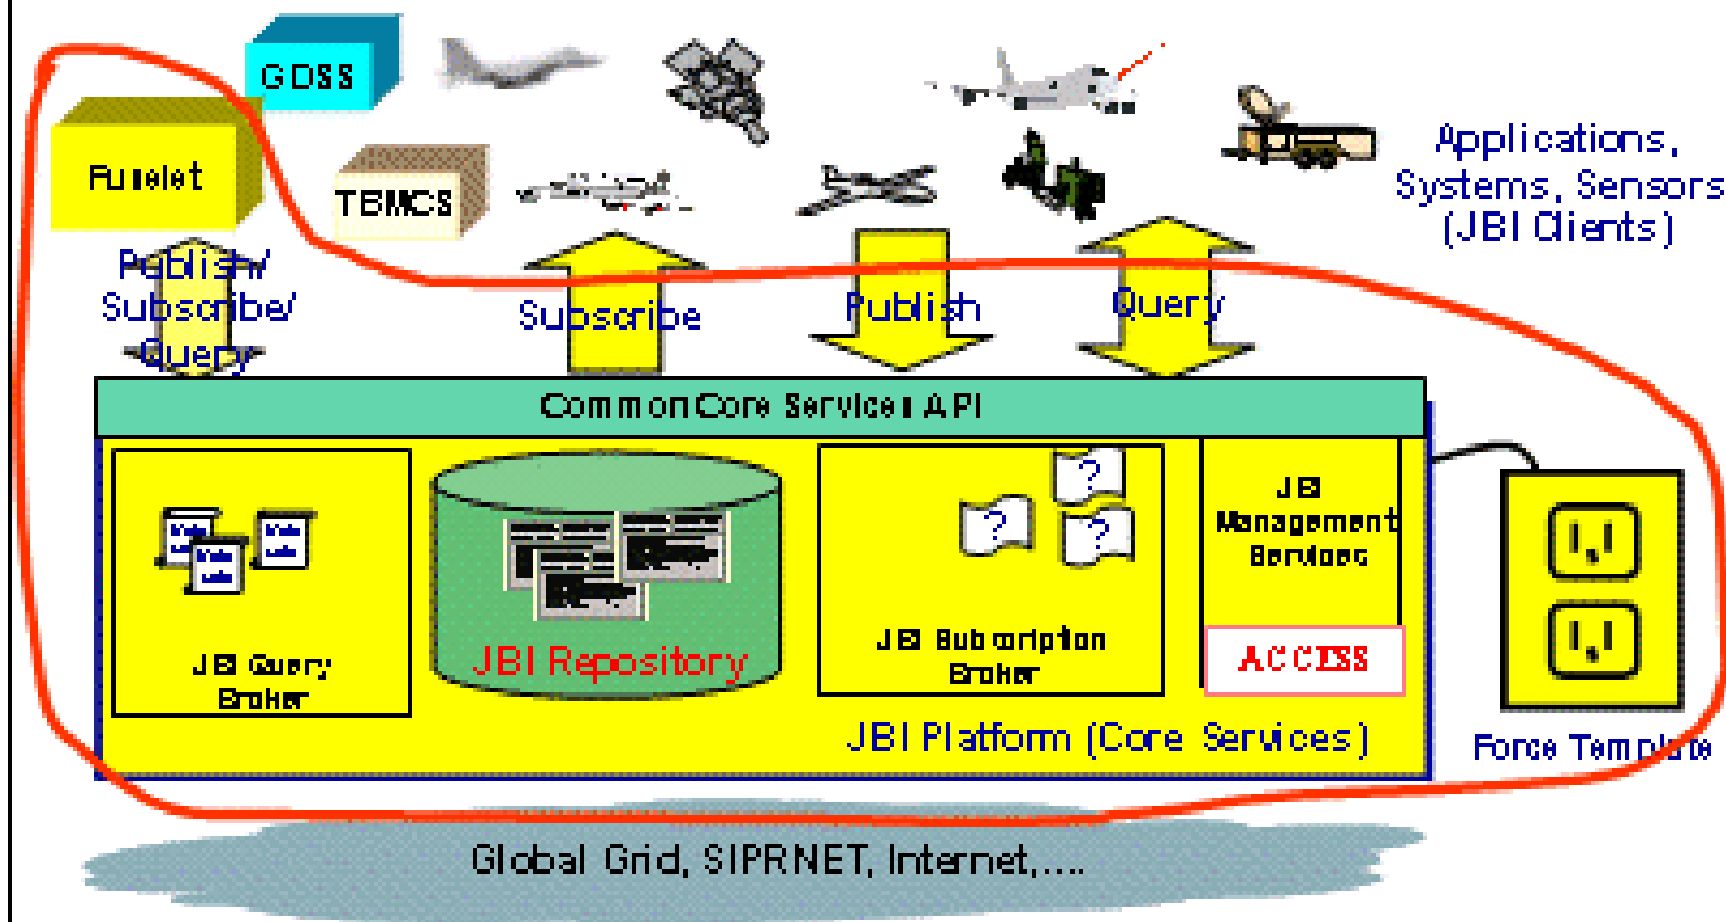 GDSS
Fuselet
TBMCS
Applications,
Systems, Sensors
(JBI Clients)
Publish/
Subscribe/
Query
Subscribe
Publish
Query
Common Core Services API
JBI Query
Broker
JBI Repository
?
?
?
JBI Subscription
Broker
JBI
Management
Services
ACCESS
JBI Platform (Core Services)
Force Template
Global Grid, SIPRNET, Internet,....